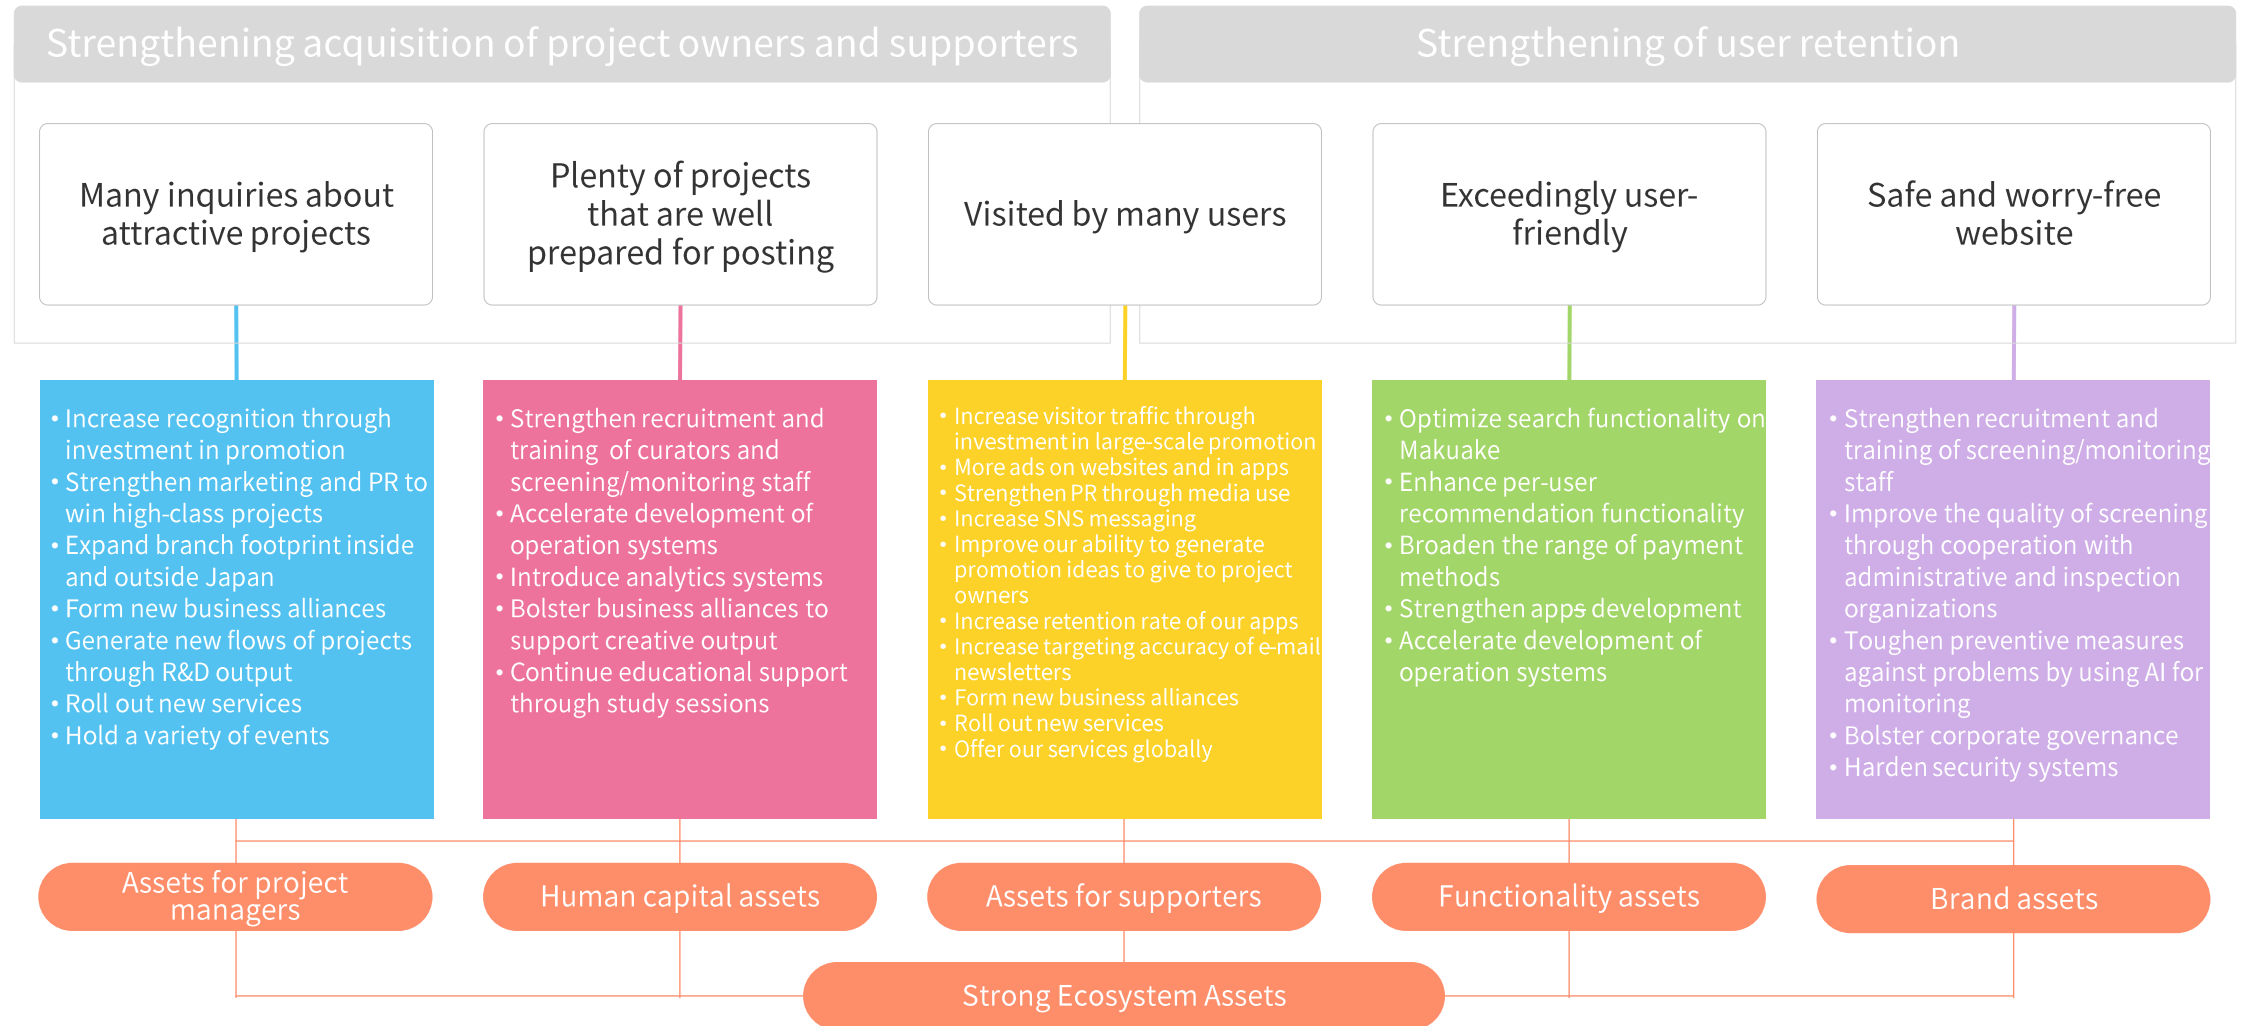 Strengthening acquisition of project owners and supporters
Strengthening of user retention
Many inquiries about
attractive projects
Plenty of projects
that are well
prepared for posting
Visited by many users
Exceedingly user-
friendly
Safe and worry-free
website
• Increase recognition through
investment in promotion
• Strengthen marketing and PR to
win high-class projects
• Expand branch footprint inside
and outside Japan
• Form new business alliances
• Generate new flows of projects
through R&D output
• Roll out new services
• Hold a variety of events
• Strengthen recruitment and
training of curators and
screening/monitoring staff
• Accelerate development of
operation systems
• Introduce analytics systems
• Bolster business alliances to
support creative output
• Continue educational support
through study sessions
• Increase visitor traffic through
investment in large-scale promotion
• More ads on websites and in apps
• Strengthen PR through media use
• Increase SNS messaging
• Improve our ability to generate
promotion ideas to give to project
owners
• Increase retention rate of our apps
• Increase targeting accuracy of e-mail
newsletters
• Form new business alliances
• Roll out new services
• Offer our services globally
• Optimize search functionality on
Makuake
• Enhance per-user
recommendation functionality
• Broaden the range of payment
methods
• Strengthen apps development
• Accelerate development of
operation systems
• Strengthen recruitment and
training of screening/monitoring
staff
• Improve the quality of screening
through cooperation with
administrative and inspection
organizations
• Toughen preventive measures
against problems by using AI for
monitoring
• Bolster corporate governance
• Harden security systems
Assets for project
managers
Human capital assets
Assets for supporters
Functionality assets
Brand assets
Strong Ecosystem Assets